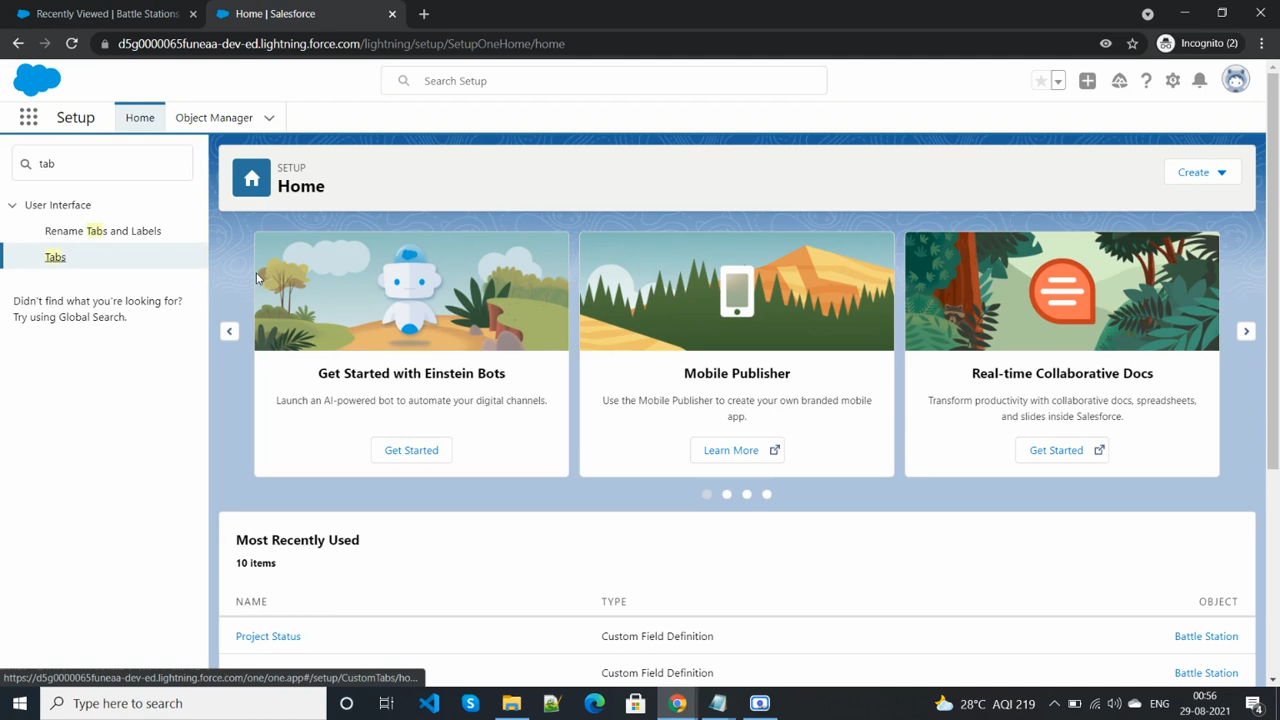 Recently Viewed | Battle Stations
Home | Salesforce
d5g0000065funeaa-dev-ed.lightning.force.com/lightning/setup/SetupOneHome/home
Incognito (2)
Search Setup
Setup
Home
Object Manager
tab
User Interface
Rename Tabs and Labels
Tabs
Didn't find what you're looking for?
Try using Global Search.
SETUP
Home
Create
Get Started with Einstein Bots
Launch an AI-powered bot to automate your digital channels.
Get Started
Mobile Publisher
Use the Mobile Publisher to create your own branded mobile
app.
Learn More
Real-time Collaborative Docs
Transform productivity with collaborative docs, spreadsheets,
and slides inside Salesforce.
Get Started
Most Recently Used
10 items
NAME TYPE OBJECT
Project Status Custom Field Definition Battle Station
Custom Field Definition Battle Station
https://d5g0000065funeaa-dev-ed.lightning.force.com/one/one.app#/setup/CustomTabs/ho...
Type here to search
28°C AQI 219
ENG
00:56
29-08-2021
4